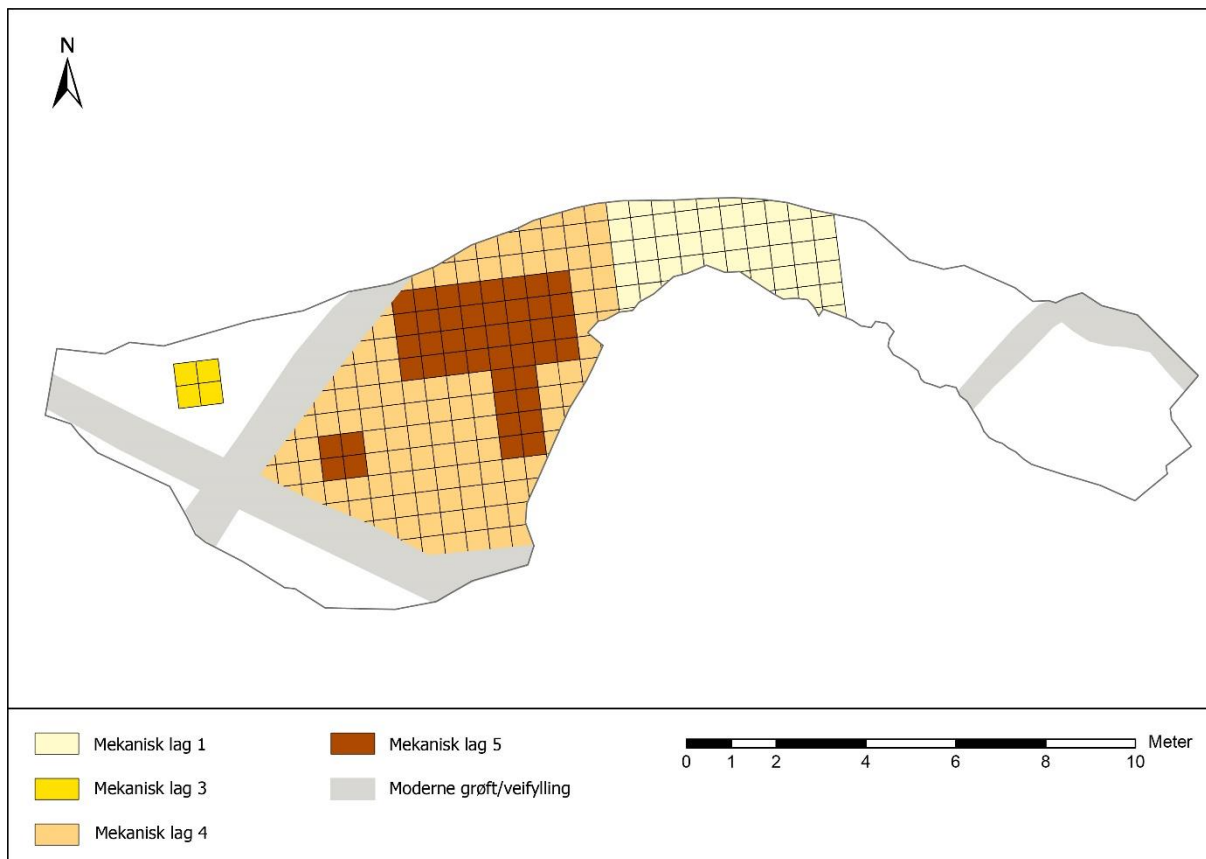 N
Mekanisk lag 1
Mekanisk lag 3
Mekanisk lag 4
Mekanisk lag 5
Moderne grøft/veifylling
Meter
0 1 2 4 6 8 10